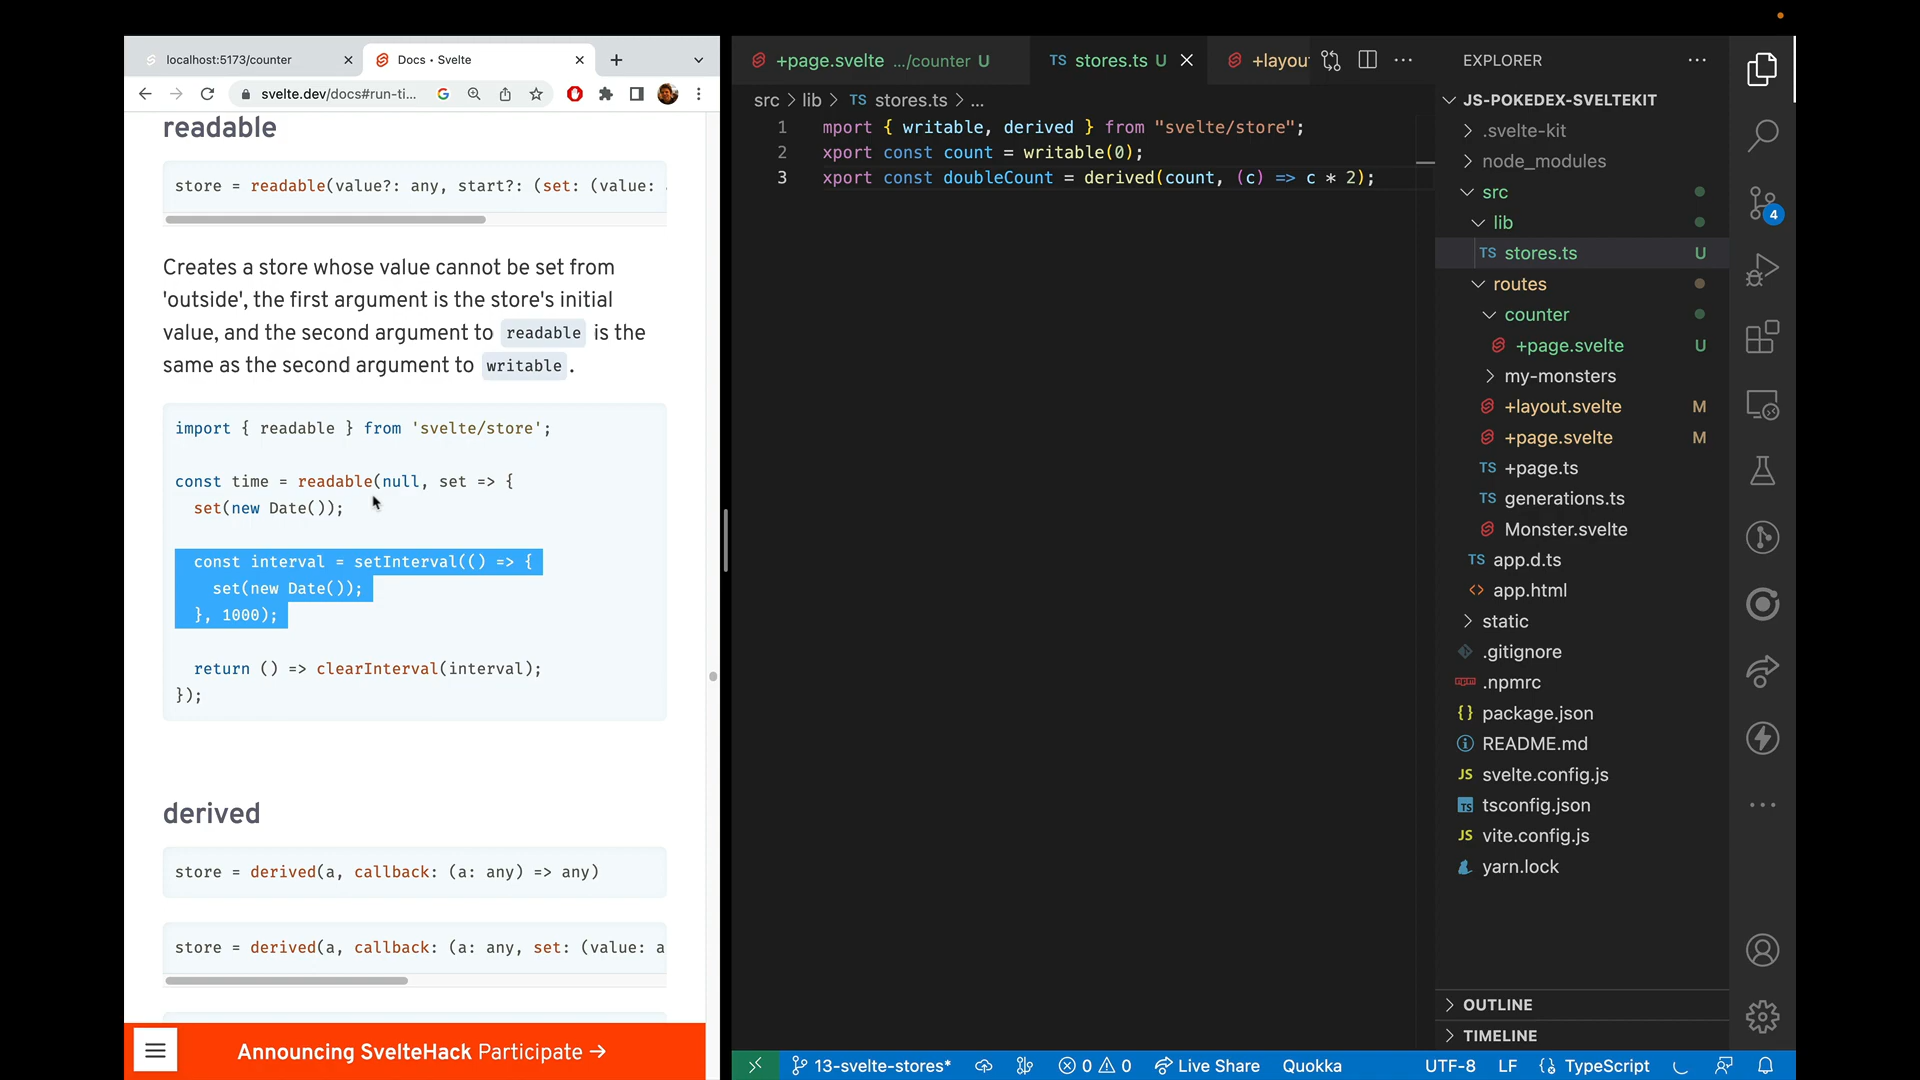 localhost:5173/counter
Docs • Svelte
svelte.dev/docs#run-ti...
readable
store = readable(value?: any, start?: (set: (value:
Creates a store whose value cannot be set from
'outside', the first argument is the store's initial
value, and the second argument to readable is the
same as the second argument to writable.
import { readable } from 'svelte/store';
const time = readable(null, set => {
set(new Date());
const interval = setInterval(() => {
set(new Date());
}, 1000);
return () => clearInterval(interval);
});
derived
store = derived(a, callback: (a: any) => any)
store = derived(a, callback: (a: any, set: (value: a
Announcing SvelteHack Participate →
+page.svelte .../counter U
TS stores.ts U
+layou
src > lib > TS stores.ts > ...
1 mport { writable, derived } from "svelte/store";
2 xport const count = writable(0);
3 xport const doubleCount = derived(count, (c) => c * 2);
EXPLORER
JS-POKEDEX-SVELTEKIT
.svelte-kit
node_modules
src
lib
TS stores.ts U
routes
counter
+page.svelte U
my-monsters
+layout.svelte M
+page.svelte M
TS +page.ts
TS generations.ts
Monster.svelte
TS app.d.ts
<> app.html
static
.gitignore
.npmrc
{} package.json
README.md
JS svelte.config.js
TS tsconfig.json
JS vite.config.js
yarn.lock
OUTLINE
TIMELINE
4
13-svelte-stores*
0 0
Live Share
Quokka
UTF-8
LF
{} TypeScript